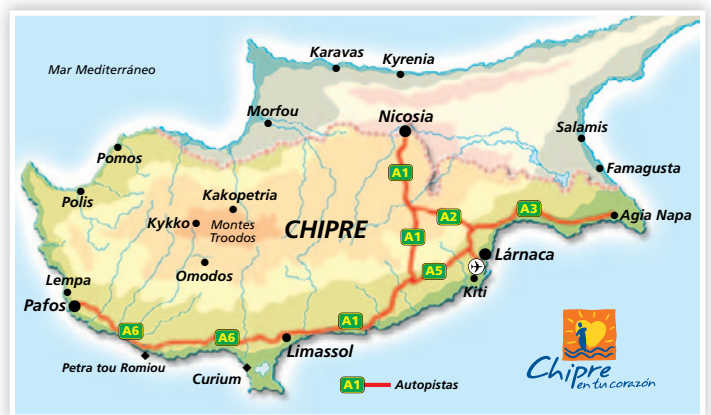 Mar Mediterráneo
Karavas
Kyrenia
Morfou
Nicosia
Salamis
Pomos
Famagusta
A1
Polis
Kakopetria
A2
A3
Agia Napa
Kykko
Montes
Troodos
CHIPRE
A1
Lárnaca
Omodos
A5
Lempa
Kiti
Pafos
A6
A6
A1
Limassol
Petra tou Romiou
Curium
A1
Autopistas
Chipre
en tu corazón